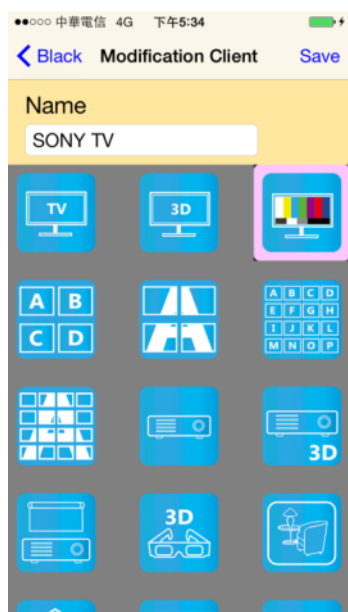 ●●○○○ 中華電信 4G 下午5:34
Black Modification Client Save
Name
SONY TV
TV 3D
A B
C D
A B C D
E F G H
I J K L
M N O P
3D
3D